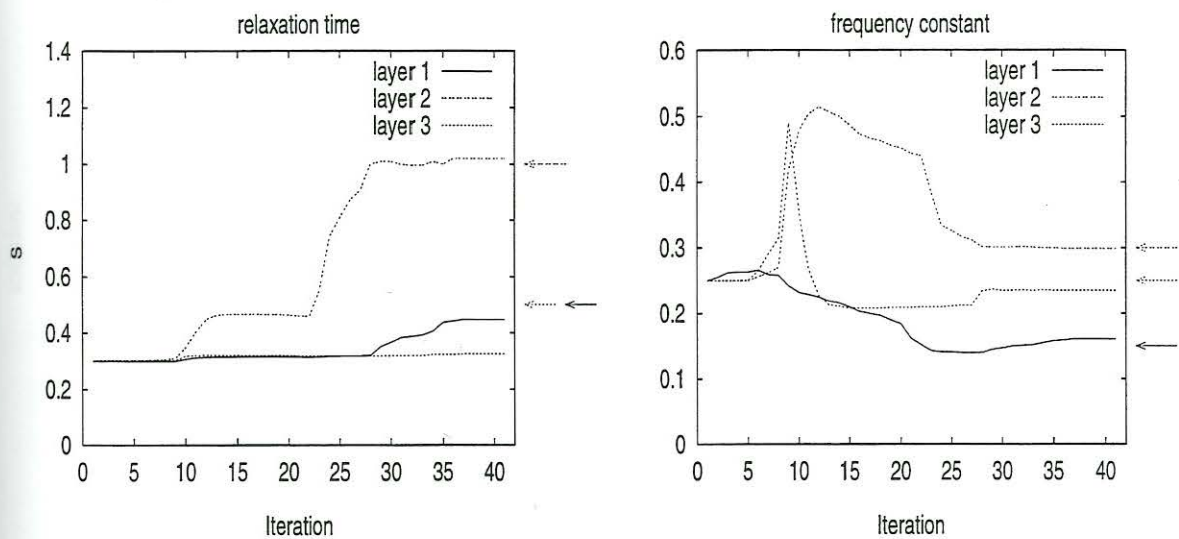 relaxation time
1.4
1.2
1
0.8
0.6
0.4
0.2
0
s
layer 1
layer 2
layer 3
0 5 10 15 20 25 30 35 40
Iteration
frequency constant
0.6
0.5
0.4
0.3
0.2
0.1
0
layer 1
layer 2
layer 3
0 5 10 15 20 25 30 35 40
Iteration